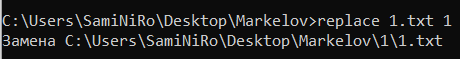 C:\Users\SamiNiRo\Desktop\Markelov>replace 1.txt 1
Замена C:\Users\SamiNiRo\Desktop\Markelov\1\1.txt